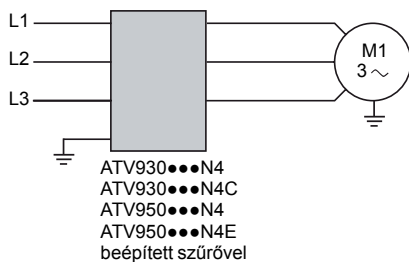 L1
L2
L3
M1
3 ~
ATV930●●●N4
ATV930●●●N4C
ATV950●●●N4
ATV950●●●N4E
beépített szűrővel